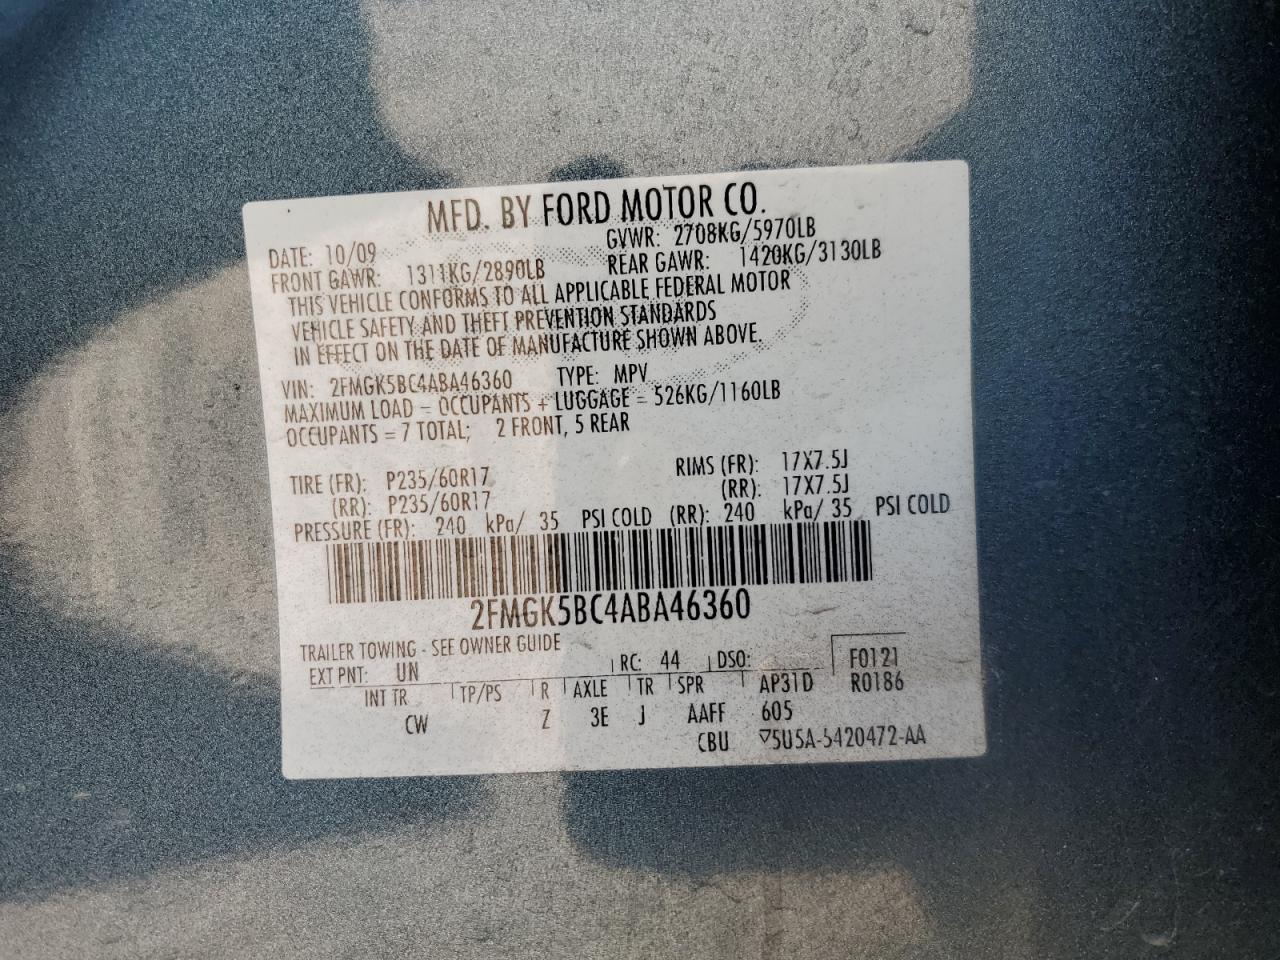 MFD. BY FORD MOTOR CO.
DATE: 10/09 GVWR: 2708KG/5970LB
FRONT GAWR: 1311KG/2890LB REAR GAWR: 1420KG/3130LB
THIS VEHICLE CONFORMS TO ALL APPLICABLE FEDERAL MOTOR
VEHICLE SAFETY AND THEFT PREVENTION STANDARDS
IN EFFECT ON THE DATE OF MANUFACTURE SHOWN ABOVE.
VIN: 2FMGK5BC4ABA46360 TYPE: MPV
MAXIMUM LOAD = OCCUPANTS + LUGGAGE = 526KG/1160LB
OCCUPANTS = 7 TOTAL; 2 FRONT, 5 REAR
TIRE (FR): P235/60R17 RIMS (FR): 17X7.5J
(RR): P235/60R17 (RR): 17X7.5J
PRESSURE (FR): 240 kPa/ 35 PSI COLD (RR): 240 kPa/ 35 PSI COLD
2FMGK5BC4ABA46360
TRAILER TOWING - SEE OWNER GUIDE
EXT PNT: UN RC: 44 DSO: F0121
INT TR TP/PS R AXLE TR SPR AP31D R0186
CW Z 3E J AAFF 605
CBU ▽5U5A-5420472-AA